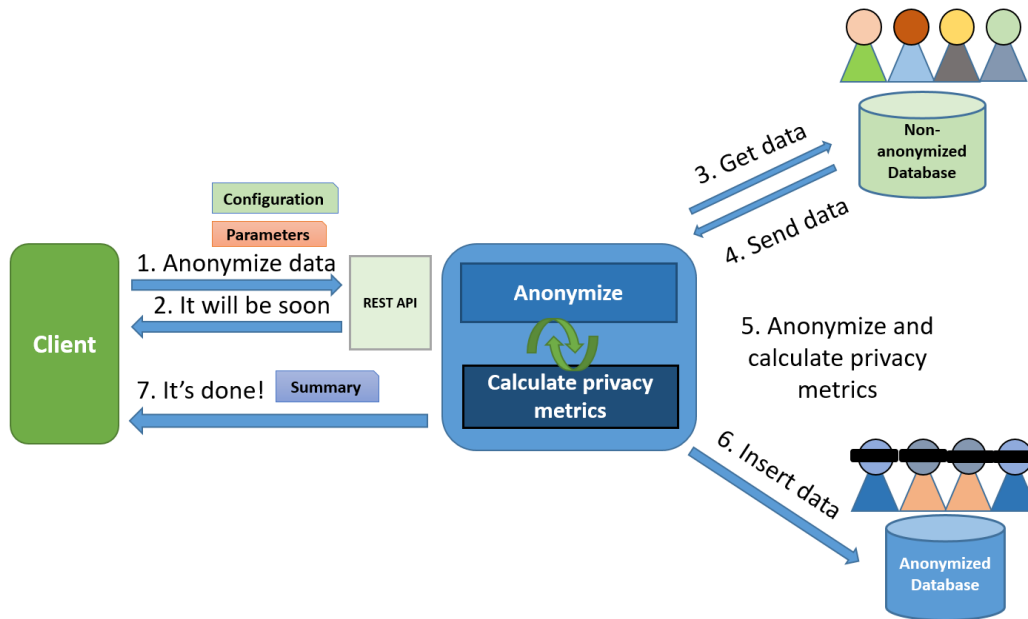 Non-
anonymized
Database
3. Get data
4. Send data
Configuration
Parameters
1. Anonymize data
2. It will be soon
REST API
Client
Anonymize
Calculate privacy
metrics
5. Anonymize and
calculate privacy
metrics
7. It's done!
Summary
6. Insert data
Anonymized
Database